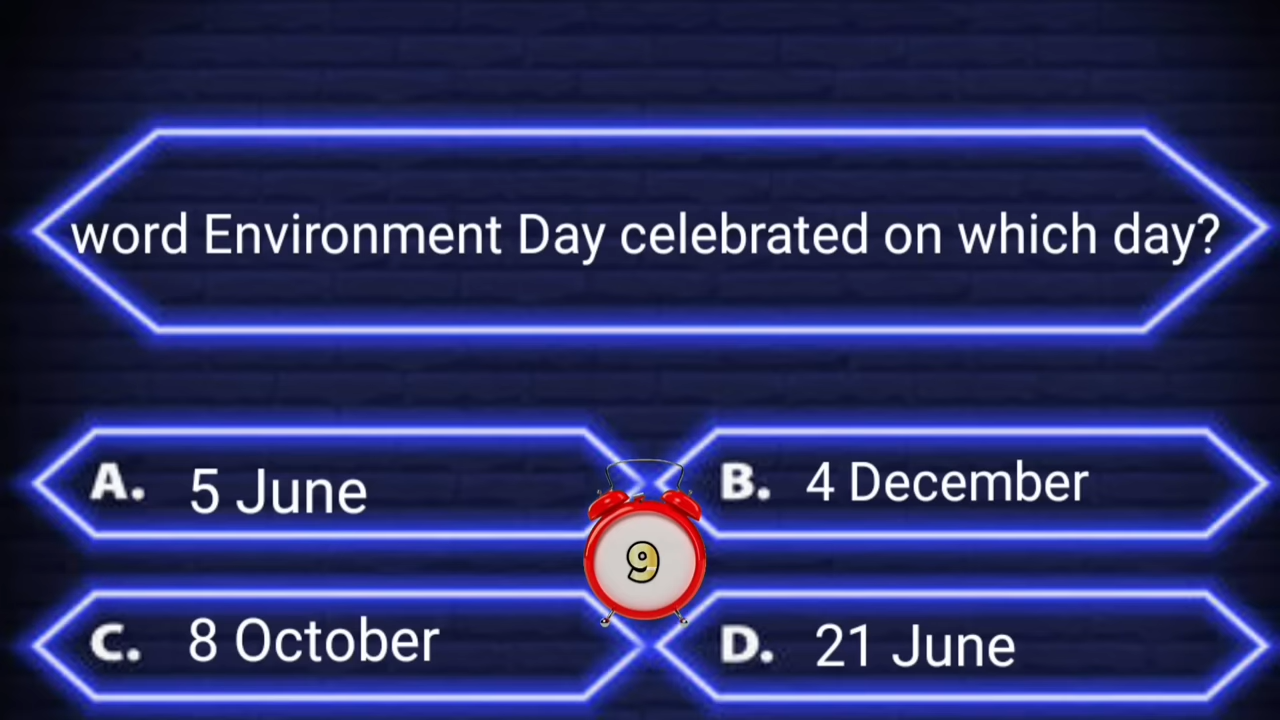 word Environment Day celebrated on which day?
A. 5 June
B. 4 December
9
C. 8 October
D. 21 June